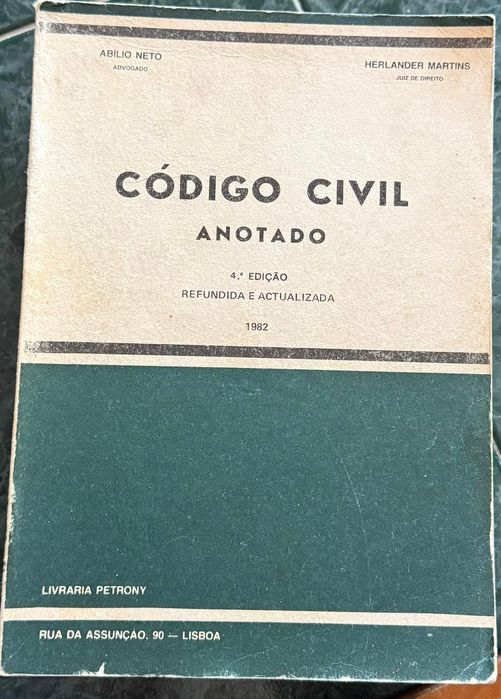 ABÍLIO NETO
ADVOGADO
HERLANDER MARTINS
JUIZ DE DIREITO
CÓDIGO CIVIL
ANOTADO
4.ª EDIÇÃO
REFUNDIDA E ACTUALIZADA
1982
LIVRARIA PETRONY
RUA DA ASSUNÇÃO, 90 — LISBOA